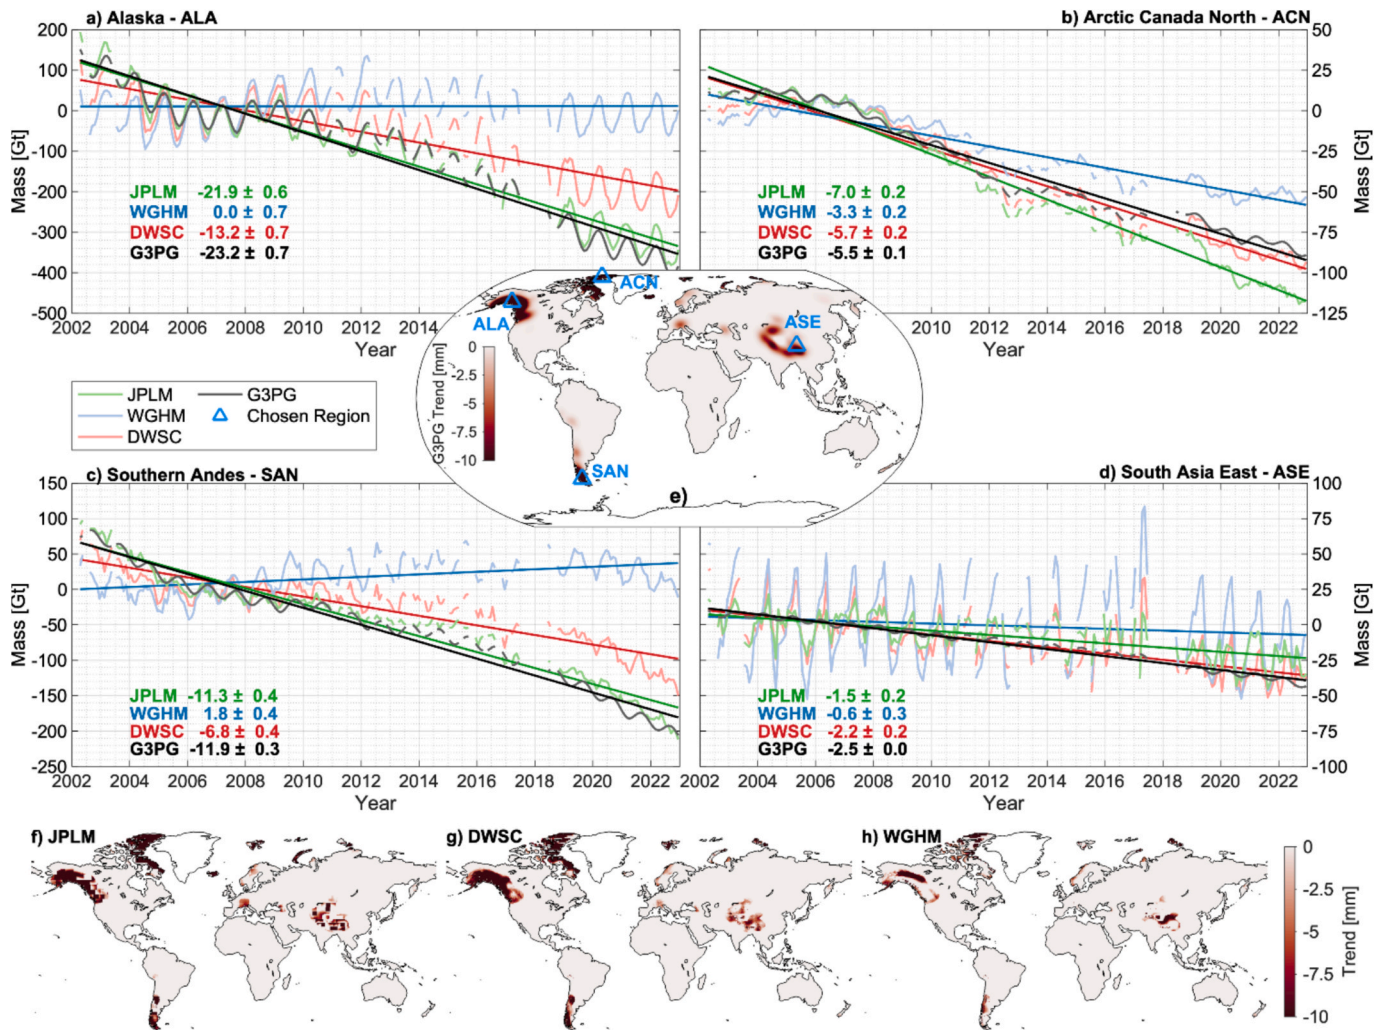 a) Alaska - ALA
200
100
0
-100
-200
-300
-400
-500
Mass [Gt]
JPLM -21.9 ± 0.6
WGHM 0.0 ± 0.7
DWSC -13.2 ± 0.7
G3PG -23.2 ± 0.7
2002 2004 2006 2008 2010 2012 2014
Year
b) Arctic Canada North - ACN
50
25
0
-25
-50
-75
-100
-125
Mass [Gt]
JPLM -7.0 ± 0.2
WGHM -3.3 ± 0.2
DWSC -5.7 ± 0.2
G3PG -5.5 ± 0.1
2010 2012 2014 2016 2018 2020 2022
Year
JPLM
WGHM
DWSC
G3PG
Chosen Region
ACN
ALA
ASE
SAN
0
-2.5
-5
-7.5
-10
G3PG Trend [mm]
e)
c) Southern Andes - SAN
150
100
50
0
-50
-100
-150
-200
-250
Mass [Gt]
JPLM -11.3 ± 0.4
WGHM 1.8 ± 0.4
DWSC -6.8 ± 0.4
G3PG -11.9 ± 0.3
2002 2004 2006 2008 2010 2012 2014 2016 2018 2020 2022
Year
d) South Asia East - ASE
100
75
50
25
0
-25
-50
-75
-100
Mass [Gt]
JPLM -1.5 ± 0.2
WGHM -0.6 ± 0.3
DWSC -2.2 ± 0.2
G3PG -2.5 ± 0.0
2002 2004 2006 2008 2010 2012 2014 2016 2018 2020 2022
Year
f) JPLM
g) DWSC
h) WGHM
0
-2.5
-5
-7.5
-10
Trend [mm]